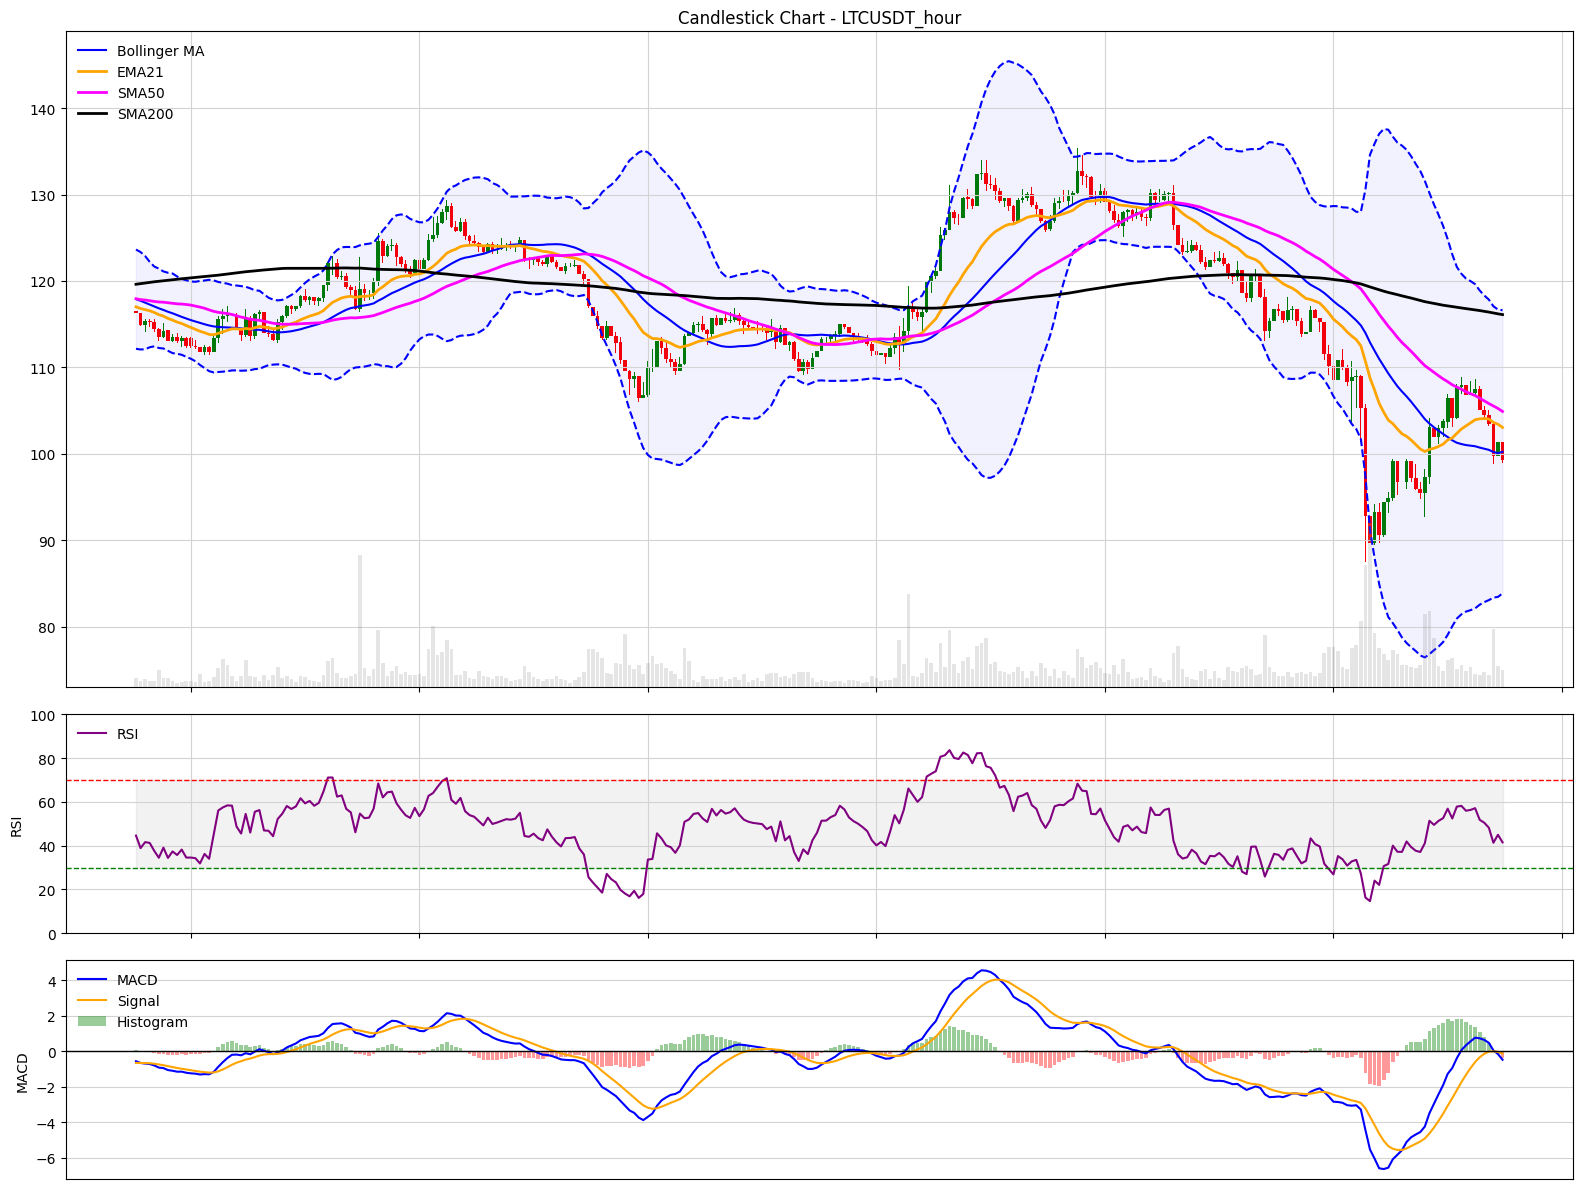 Candlestick Chart - LTCUSDT_hour
Bollinger MA
EMA21
SMA50
SMA200
140
130
120
110
100
90
80
RSI
100
80
60
40
20
0
RSI
MACD
Signal
Histogram
4
2
0
−2
−4
−6
MACD